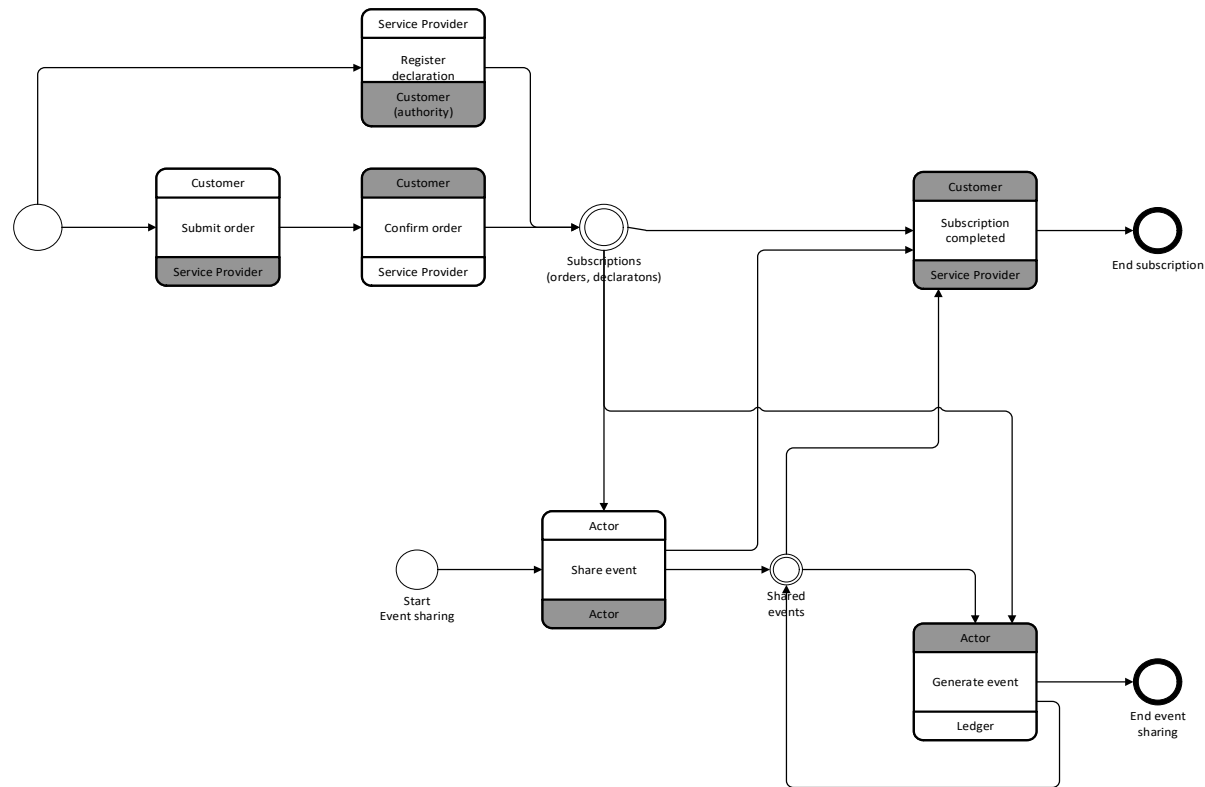 Service Provider
Register
declaration
Customer
(authority)
Customer
Submit order
Service Provider
Customer
Confirm order
Service Provider
Subscriptions
(orders, declaratons)
Customer
Subscription
completed
Service Provider
End subscription
Start
Event sharing
Actor
Share event
Actor
Shared
events
Actor
Generate event
Ledger
End event
sharing